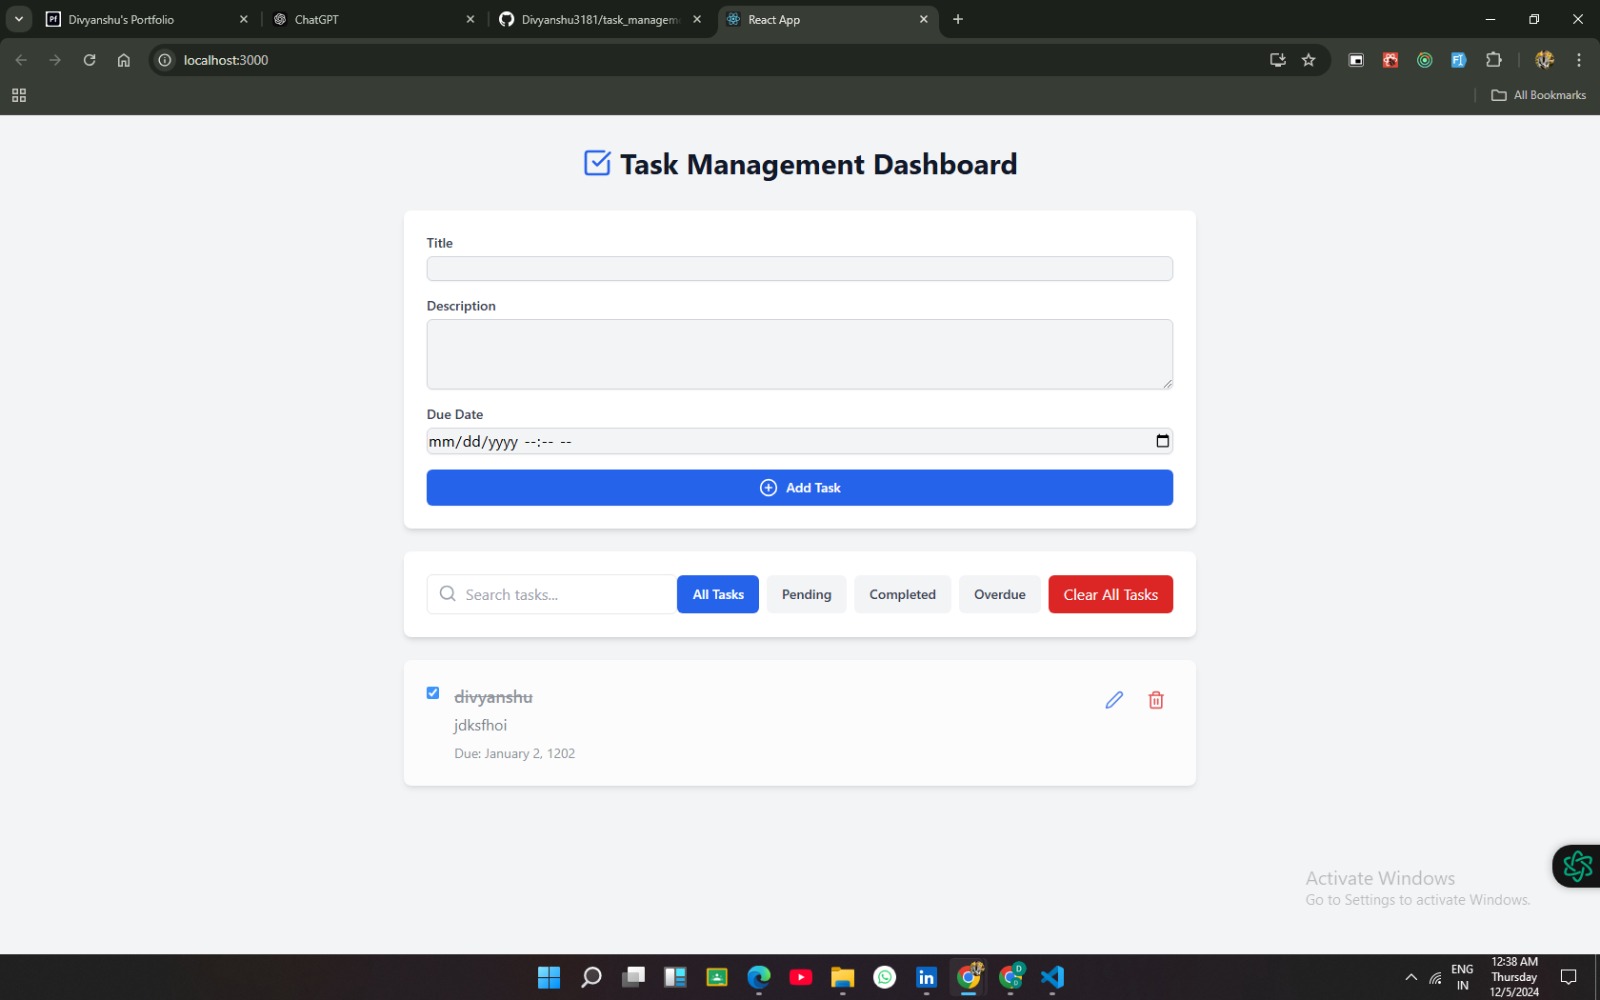 Divyanshu's Portfolio
ChatGPT
Divyanshu3181/task_managem
React App
localhost:3000
All Bookmarks
Task Management Dashboard
Title
Description
Due Date
mm/dd/yyyy --:-- --
Add Task
Search tasks...
All Tasks
Pending
Completed
Overdue
Clear All Tasks
divyanshu
jdksfhoi
Due: January 2, 1202
Activate Windows
Go to Settings to activate Windows.
ENG
IN
12:38 AM
Thursday
12/5/2024